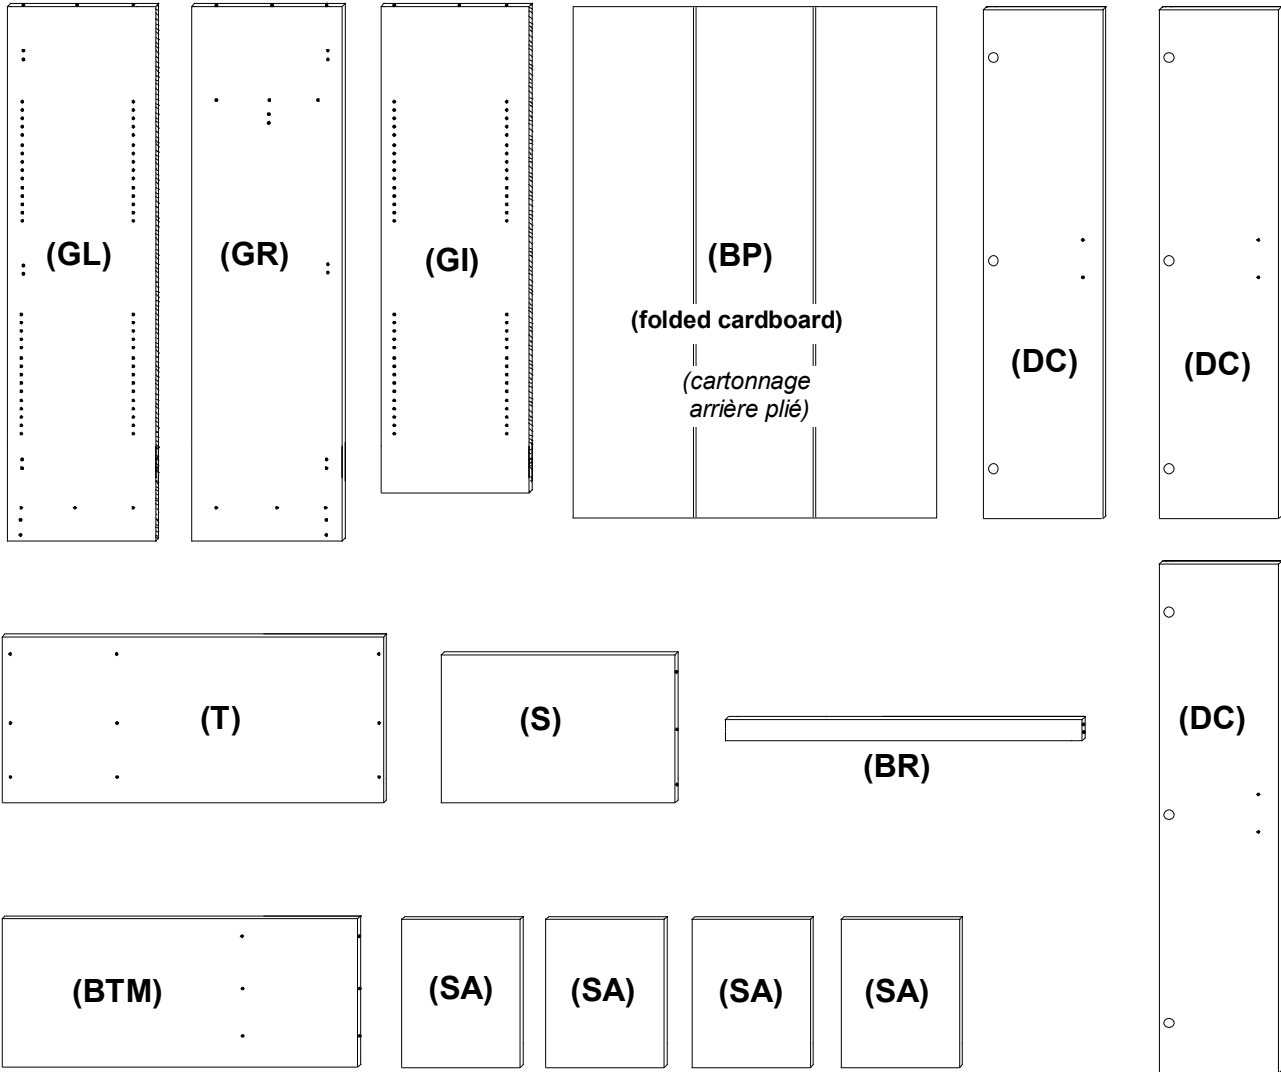 (GL)
(GR)
(GI)
(BP)
(folded cardboard)
(cartonnage
arrière plié)
(DC)
(DC)
(T)
(S)
(BR)
(DC)
(BTM)
(SA)
(SA)
(SA)
(SA)